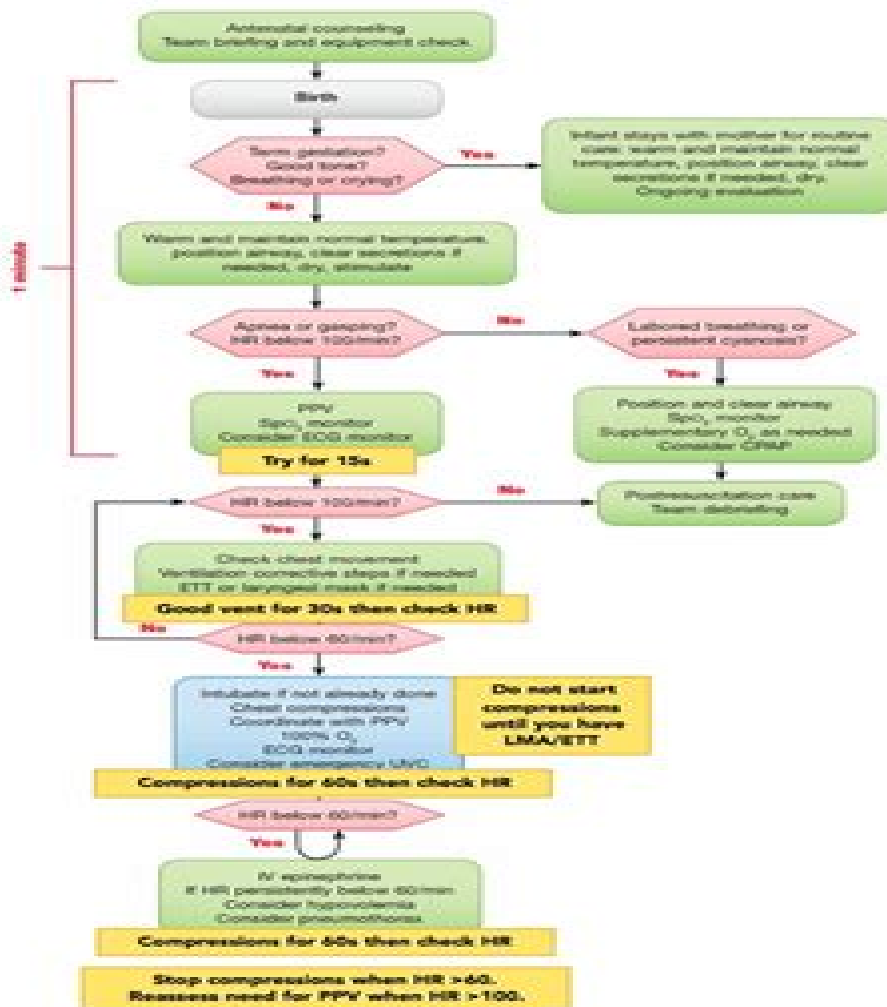 Antenatal counselling
Team briefing and equipment check
Birth
Term gestation?
Good tone?
Breathing or crying?
Yes
Infant stays with mother for routine
care: warm and maintain normal
temperature, position airway, clear
secretions if needed, dry.
Ongoing evaluation
No
1 minute
Warm and maintain normal temperature,
position airway, clear secretions if
needed, dry, stimulate
Apnea or gasping?
HR below 100/min?
No
Labored breathing or
persistent cyanosis?
Yes
Yes
PPV
SpO₂ monitor
Consider ECG monitor
Try for 15s
Position and clear airway
SpO₂ monitor
Supplementary O₂ as needed
Consider CPAP
HR below 100/min?
No
Postresuscitation care
Team debriefing
Yes
Check chest movement
Ventilation corrective steps if needed
ETT or laryngeal mask if needed
Good vent for 30s then check HR
No
HR below 60/min?
Yes
Intubate if not already done
Chest compressions
Coordinate with PPV
100% O₂
ECG monitor
Consider emergency UVC
Do not start
compressions
until you have
LMA/ETT
Compressions for 60s then check HR
HR below 60/min?
Yes
IV epinephrine
If HR persistently below 60/min
Consider hypovolemia
Consider pneumothorax
Compressions for 60s then check HR
Stop compressions when HR >60.
Reassess need for PPV when HR >100.